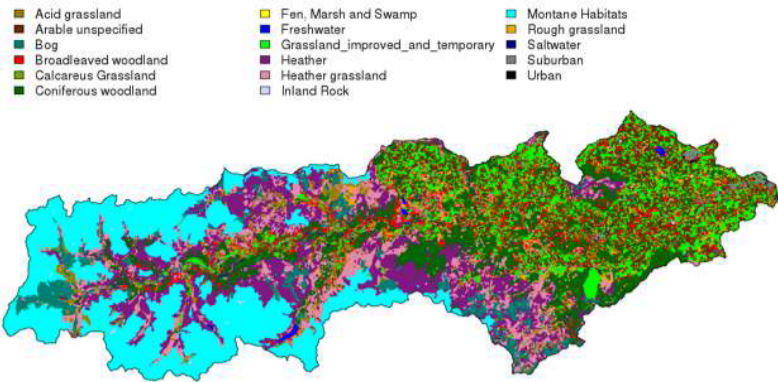 Acid grassland
Arable unspecified
Bog
Broadleaved woodland
Calcareus Grassland
Coniferous woodland
Fen, Marsh and Swamp
Freshwater
Grassland_improved_and_temporary
Heather
Heather grassland
Inland Rock
Montane Habitats
Rough grassland
Saltwater
Suburban
Urban